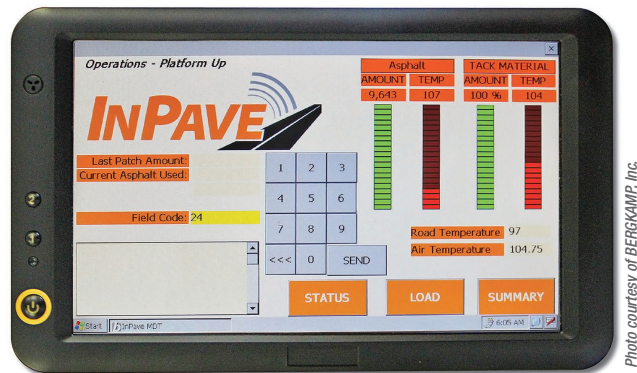 Operations - Platform Up
x
Asphalt
TACK MATERIAL
AMOUNT TEMP
AMOUNT TEMP
9,643 107
100 % 104
INPAVE
Last Patch Amount:
Current Asphalt Used:
Field Code: 24
1 2 3
4 5 6
7 8 9
<<< 0 SEND
Road Temperature 97
Air Temperature 104.75
STATUS
LOAD
SUMMARY
Start
InPave MDT
6:05 AM
2
1
Photo courtesy of BERGKAMP, Inc.